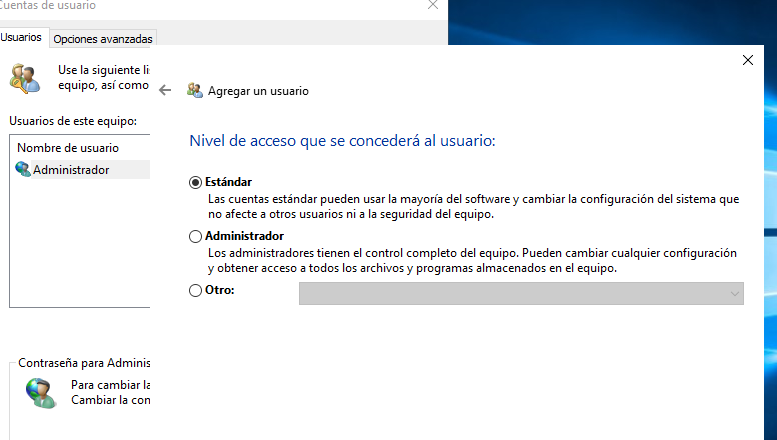 Cuentas de usuario
Usuarios
Opciones avanzadas
Use la siguiente lis
equipo, así como
Usuarios de este equipo:
Nombre de usuario
Administrador
Contraseña para Adminis
Para cambiar la
Cambiar la con
Agregar un usuario
Nivel de acceso que se concederá al usuario:
Estándar
Las cuentas estándar pueden usar la mayoría del software y cambiar la configuración del sistema que
no afecte a otros usuarios ni a la seguridad del equipo.
Administrador
Los administradores tienen el control completo del equipo. Pueden cambiar cualquier configuración
y obtener acceso a todos los archivos y programas almacenados en el equipo.
Otro: